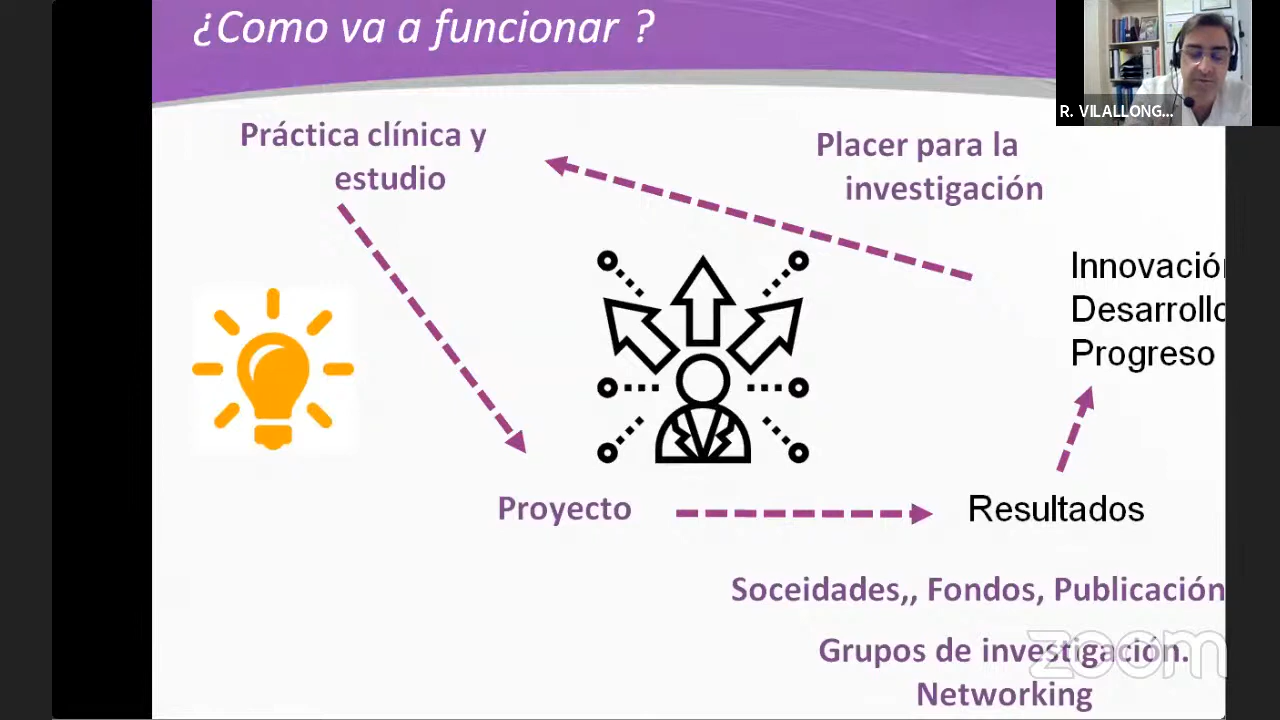 ¿Como va a funcionar ?
R. VILALLONG...
Práctica clínica y
estudio
Placer para la
investigación
Innovación
Desarrollo
Progreso
Proyecto
Resultados
Soceidades,, Fondos, Publicación
Grupos de investigación.
Networking
zoom